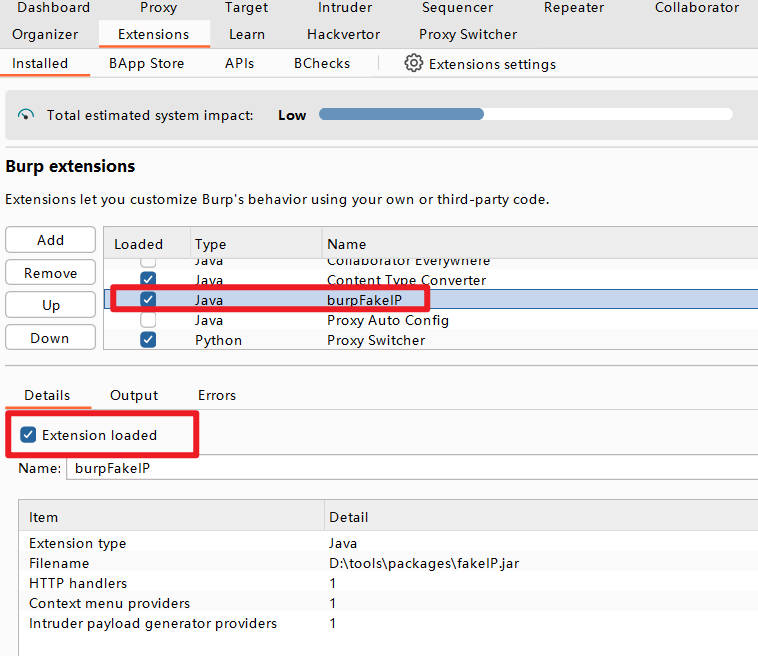 Dashboard Proxy Target Intruder Sequencer Repeater Collaborator
Organizer Extensions Learn Hackvertor Proxy Switcher
Installed BApp Store APIs BChecks Extensions settings
Total estimated system impact: Low
Burp extensions
Extensions let you customize Burp's behavior using your own or third-party code.
Add
Remove
Up
Down
Loaded Type Name
Java Collaborator Everywhere
Java Content Type Converter
Java burpFakeIP
Java Proxy Auto Config
Python Proxy Switcher
Details Output Errors
Extension loaded
Name: burpFakeIP
Item Detail
Extension type Java
Filename D:\tools\packages\fakeIP.jar
HTTP handlers 1
Context menu providers 1
Intruder payload generator providers 1